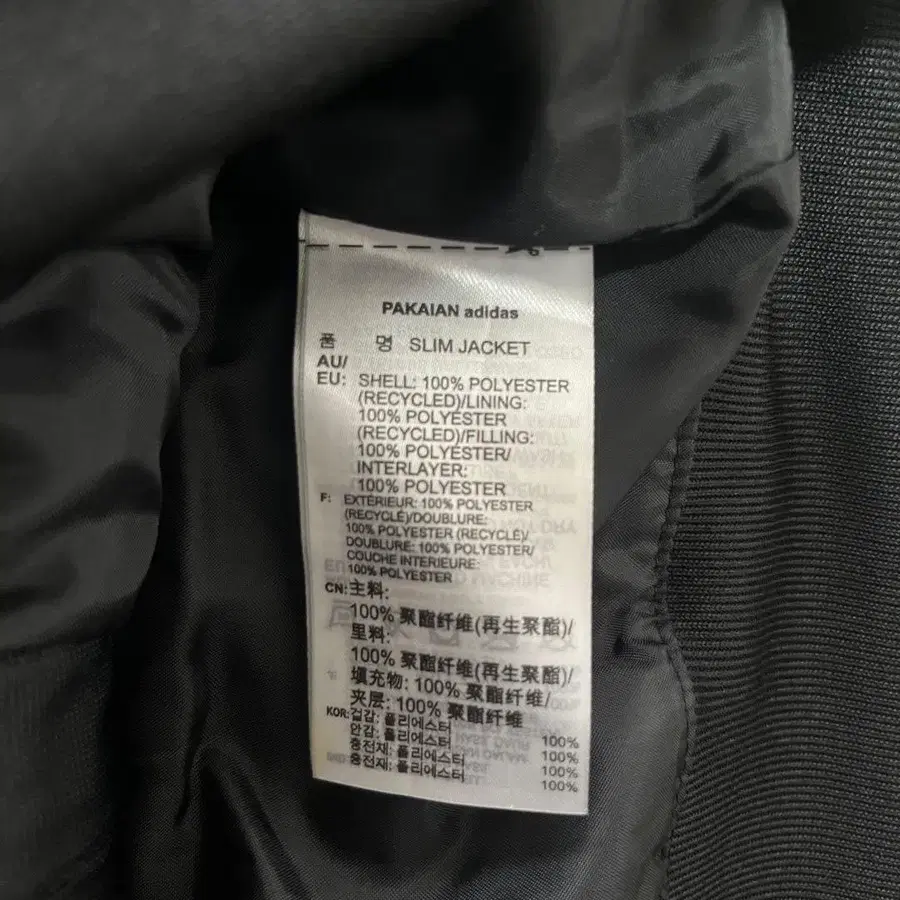 PAKAIAN adidas
품 명 SLIM JACKET
AU/
EU: SHELL: 100% POLYESTER
(RECYCLED)/LINING:
100% POLYESTER
(RECYCLED)/FILLING:
100% POLYESTER/
INTERLAYER:
100% POLYESTER
F: EXTÉRIEUR: 100% POLYESTER
(RECYCLÉ)/DOUBLURE:
100% POLYESTER (RECYCLÉ)/
DOUBLURE: 100% POLYESTER/
COUCHE INTERIEURE:
100% POLYESTER
CN: 主料:
100% 聚酯纤维(再生聚酯)/
里料:
100% 聚酯纤维(再生聚酯)/
填充物: 100% 聚酯纤维/
夹层: 100% 聚酯纤维
KOR: 겉감: 폴리에스터 100%
안감: 폴리에스터 100%
충전재: 폴리에스터 100%
충전재: 폴리에스터 100%